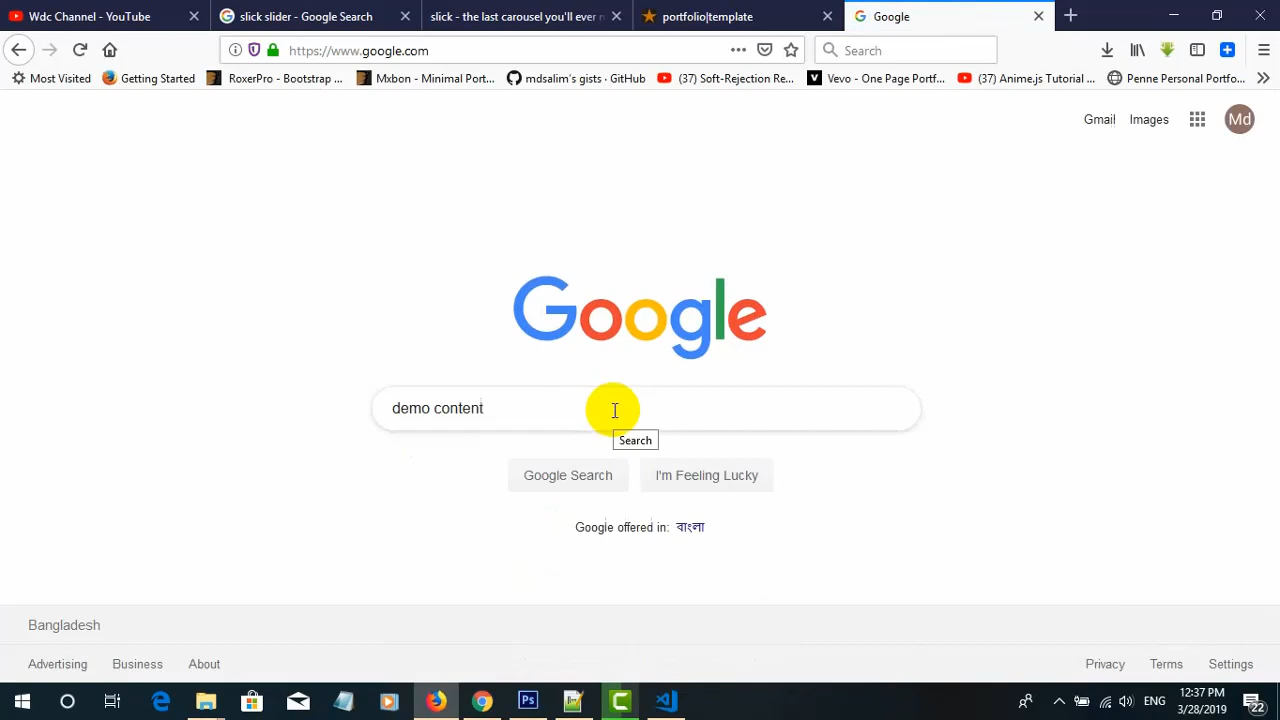 Wdc Channel - YouTube
slick slider - Google Search
slick - the last carousel you'll ever n
portfolio|template
Google
https://www.google.com
Search
Most Visited
Getting Started
RoxerPro - Bootstrap ...
Mxbon - Minimal Port...
mdsalim's gists · GitHub
(37) Soft-Rejection Re...
Vevo - One Page Portf...
(37) Anime.js Tutorial ...
Penne Personal Portfo...
Gmail
Images
Md
Google
demo content
Search
Google Search
I'm Feeling Lucky
Google offered in: বাংলা
Bangladesh
Advertising
Business
About
Privacy
Terms
Settings
Ps
ENG
12:37 PM
3/28/2019
22